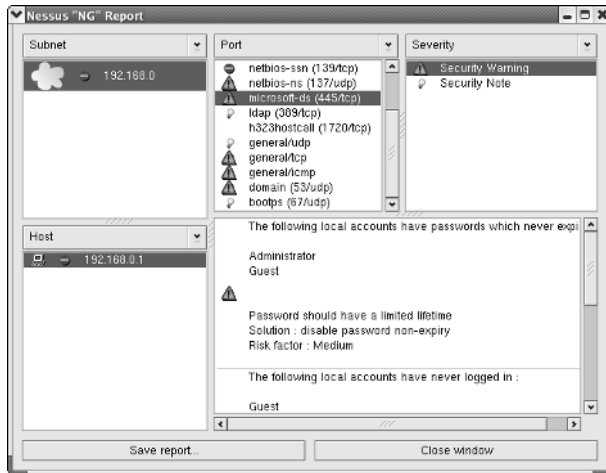 Nessus "NG" Report
Subnet
Port
Severity
192.168.0
netbios-ssn (139/tcp)
netbios-ns (137/udp)
microsoft-ds (445/tcp)
ldap (389/tcp)
h323hostcall (1720/tcp)
general/udp
general/tcp
general/icmp
domain (53/udp)
bootps (67/udp)
Security Warning
Security Note
Host
192.168.0.1
The following local accounts have passwords which never expi
Administrator
Guest
Password should have a limited lifetime
Solution : disable password non-expiry
Risk factor : Medium
The following local accounts have never logged in :
Guest
Save report...
Close window